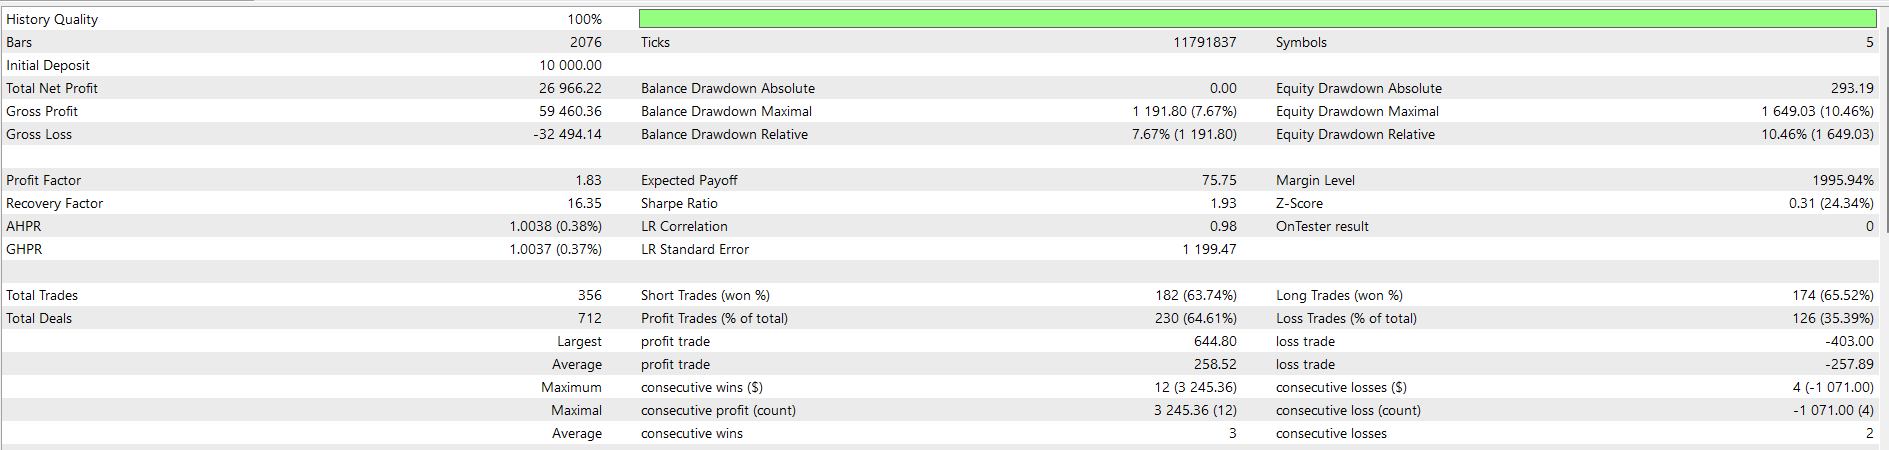 History Quality 100%
Bars 2076 Ticks 11791837 Symbols 5
Initial Deposit 10 000.00
Total Net Profit 26 966.22 Balance Drawdown Absolute 0.00 Equity Drawdown Absolute 293.19
Gross Profit 59 460.36 Balance Drawdown Maximal 1 191.80 (7.67%) Equity Drawdown Maximal 1 649.03 (10.46%)
Gross Loss -32 494.14 Balance Drawdown Relative 7.67% (1 191.80) Equity Drawdown Relative 10.46% (1 649.03)
Profit Factor 1.83 Expected Payoff 75.75 Margin Level 1995.94%
Recovery Factor 16.35 Sharpe Ratio 1.93 Z-Score 0.31 (24.34%)
AHPR 1.0038 (0.38%) LR Correlation 0.98 OnTester result 0
GHPR 1.0037 (0.37%) LR Standard Error 1 199.47
Total Trades 356 Short Trades (won %) 182 (63.74%) Long Trades (won %) 174 (65.52%)
Total Deals 712 Profit Trades (% of total) 230 (64.61%) Loss Trades (% of total) 126 (35.39%)
Largest profit trade 644.80 loss trade -403.00
Average profit trade 258.52 loss trade -257.89
Maximum consecutive wins ($) 12 (3 245.36) consecutive losses ($) 4 (-1 071.00)
Maximal consecutive profit (count) 3 245.36 (12) consecutive loss (count) -1 071.00 (4)
Average consecutive wins 3 consecutive losses 2